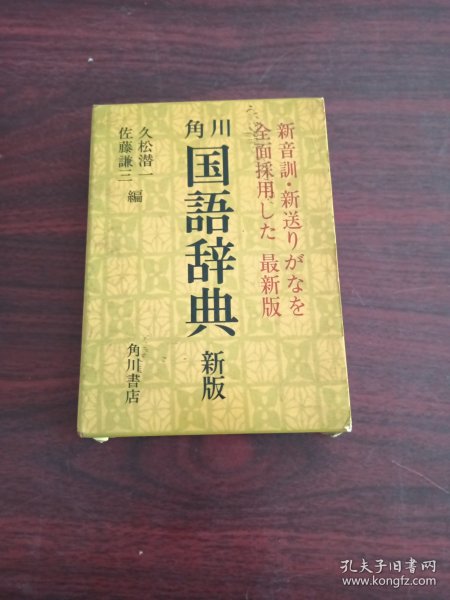 新音訓・新送りがなを
全面採用した 最新版
角川
国語辞典 新版
久松潜一
佐藤謙三 編
角川書店
孔夫子旧书网
www.kongfz.com